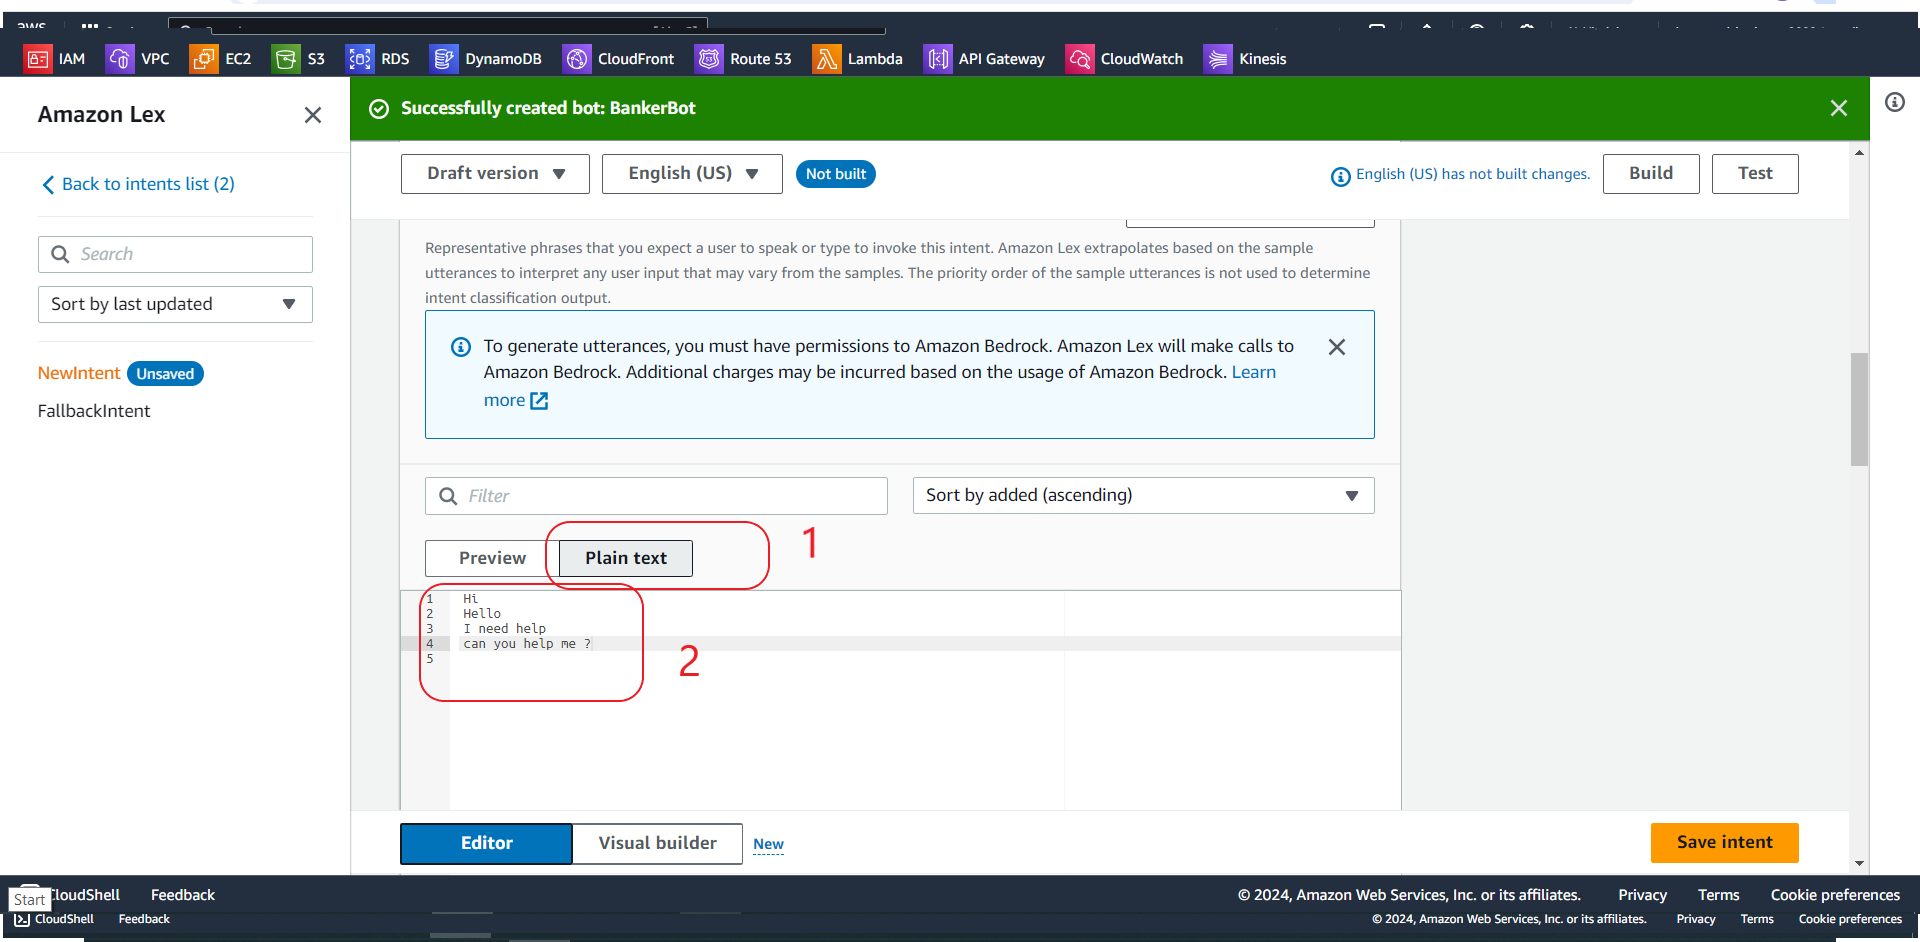 aws
IAM VPC EC2 S3 RDS DynamoDB CloudFront Route 53 Lambda API Gateway CloudWatch Kinesis
Amazon Lex
Successfully created bot: BankerBot
Back to intents list (2)
Draft version English (US) Not built English (US) has not built changes. Build Test
Search
Sort by last updated
NewIntent Unsaved
FallbackIntent
Representative phrases that you expect a user to speak or type to invoke this intent. Amazon Lex extrapolates based on the sample
utterances to interpret any user input that may vary from the samples. The priority order of the sample utterances is not used to determine
intent classification output.
To generate utterances, you must have permissions to Amazon Bedrock. Amazon Lex will make calls to
Amazon Bedrock. Additional charges may be incurred based on the usage of Amazon Bedrock. Learn
more
Filter Sort by added (ascending)
Preview Plain text 1
1 Hi
2 Hello
3 I need help
4 can you help me ?
5
2
Editor Visual builder New Save intent
CloudShell Feedback © 2024, Amazon Web Services, Inc. or its affiliates. Privacy Terms Cookie preferences
Start
CloudShell Feedback © 2024, Amazon Web Services, Inc. or its affiliates. Privacy Terms Cookie preferences